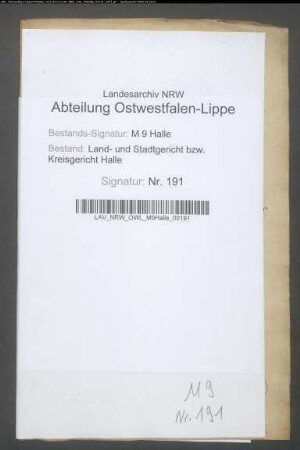 Landesarchiv NRW
Abteilung Ostwestfalen-Lippe
Bestands-Signatur: M 9 Halle
Bestand: Land- und Stadtgericht bzw.
Kreisgericht Halle
Signatur: Nr. 191
LAV_NRW_OWL_M9Halle_00191
M9
Nr. 191